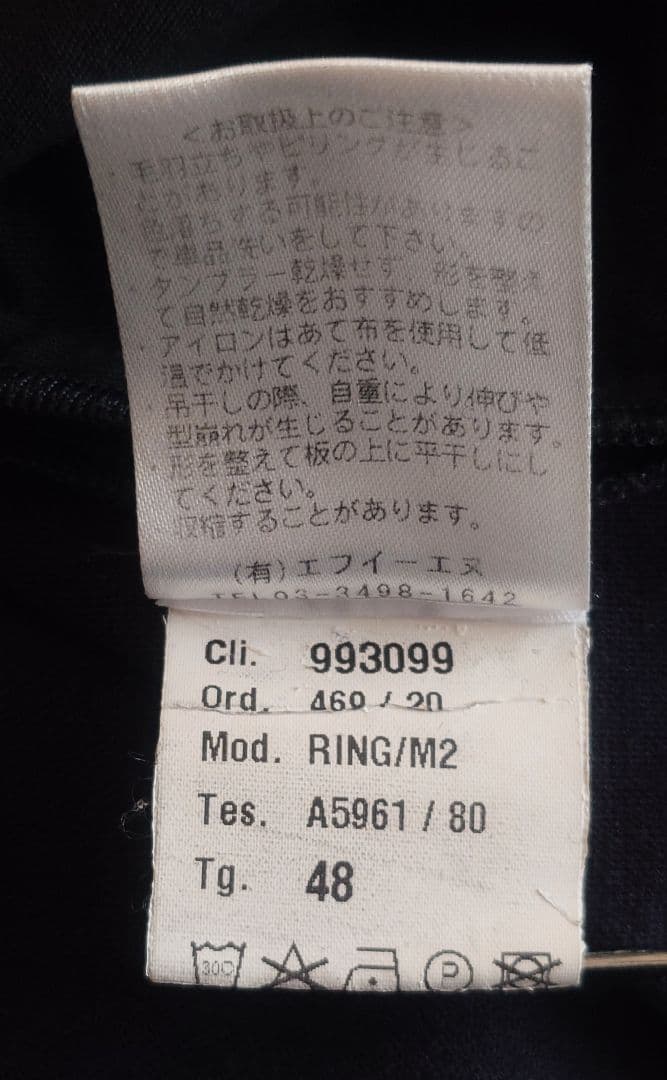 ＜お取扱上のご注意＞
・毛羽立ちやピリングが生じるこ
とがあります。
色落ちする可能性がありますの
で単品洗いをして下さい。
・タンブラー乾燥せず 形を整え
て自然乾燥をおすすめします。
・アイロンはあて布を使用して低
温でかけてください。
・吊干しの際、自重により伸びや
型崩れが生じることがあります。
・形を整えて板の上に平干しにし
てください。
収縮することがあります。
(有)エフイーエヌ
TEL03-3498-1642
Cli. 993099
Ord. 469 / 20
Mod. RING/M2
Tes. A5961 / 80
Tg. 48
30
P